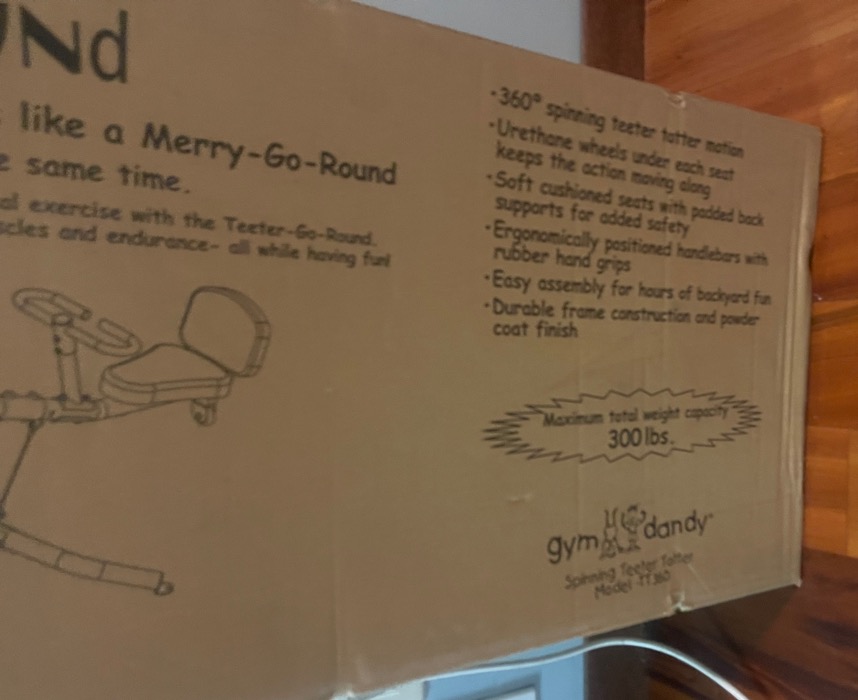 Nd
like a Merry-Go-Round
e same time.
al exercise with the Teeter-Go-Round.
scles and endurance- all while having fun!
•360° spinning teeter totter motion
•Urethane wheels under each seat
keeps the action moving along
•Soft cushioned seats with padded back
supports for added safety
•Ergonomically positioned handlebars with
rubber hand grips
•Easy assembly for hours of backyard fun
•Durable frame construction and powder
coat finish
Maximum total weight capacity
300 lbs.
gym dandy
Spinning Teeter Totter
Model TT360